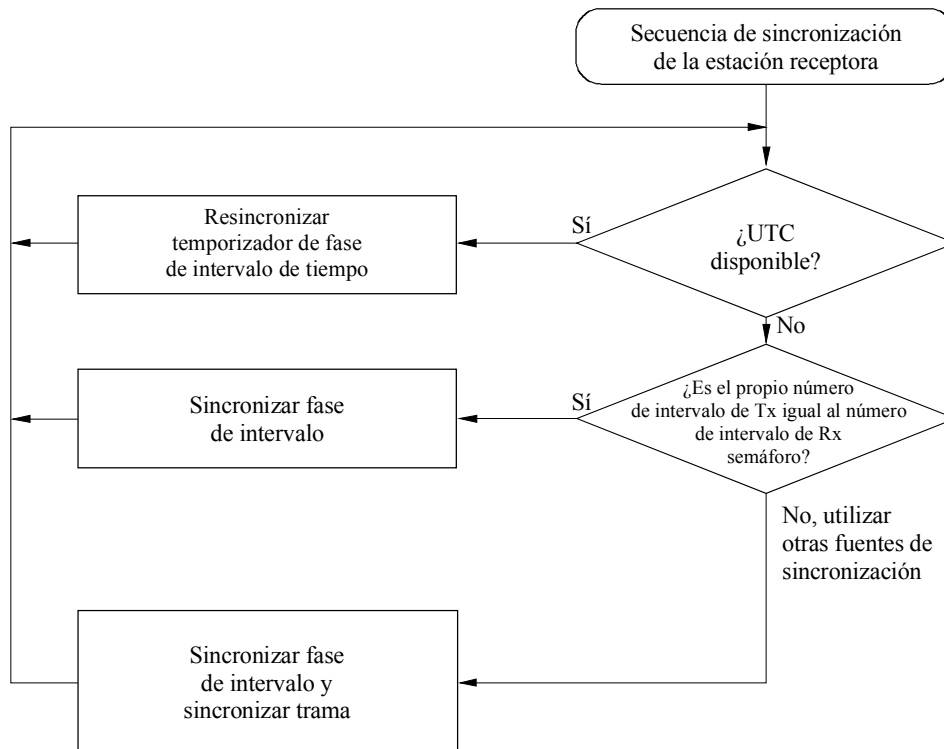 Secuencia de sincronización
de la estación receptora
Resincronizar
temporizador de fase
de intervalo de tiempo
Sí
¿UTC
disponible?
No
Sincronizar fase
de intervalo
Sí
¿Es el propio número
de intervalo de Tx igual al número
de intervalo de Rx
semáforo?
No, utilizar
otras fuentes de
sincronización
Sincronizar fase
de intervalo y
sincronizar trama